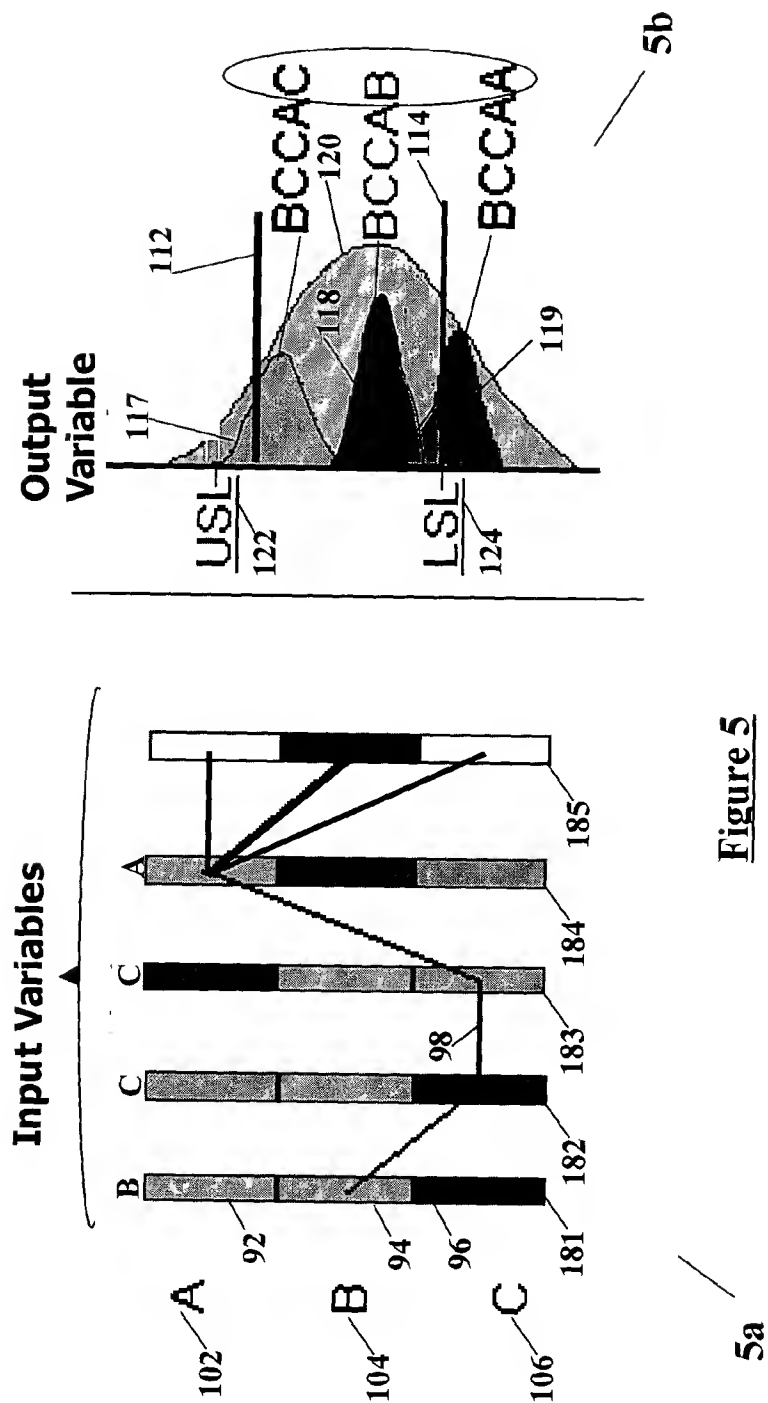 Input Variables
B
C
C
A
A
102
B
104
C
106
92
94
96
98
181
182
183
184
185
5a
Output
Variable
USL
122
LSL
124
117
112
BCCAC
120
118
BCCAB
114
BCCAA
119
5b
Figure 5